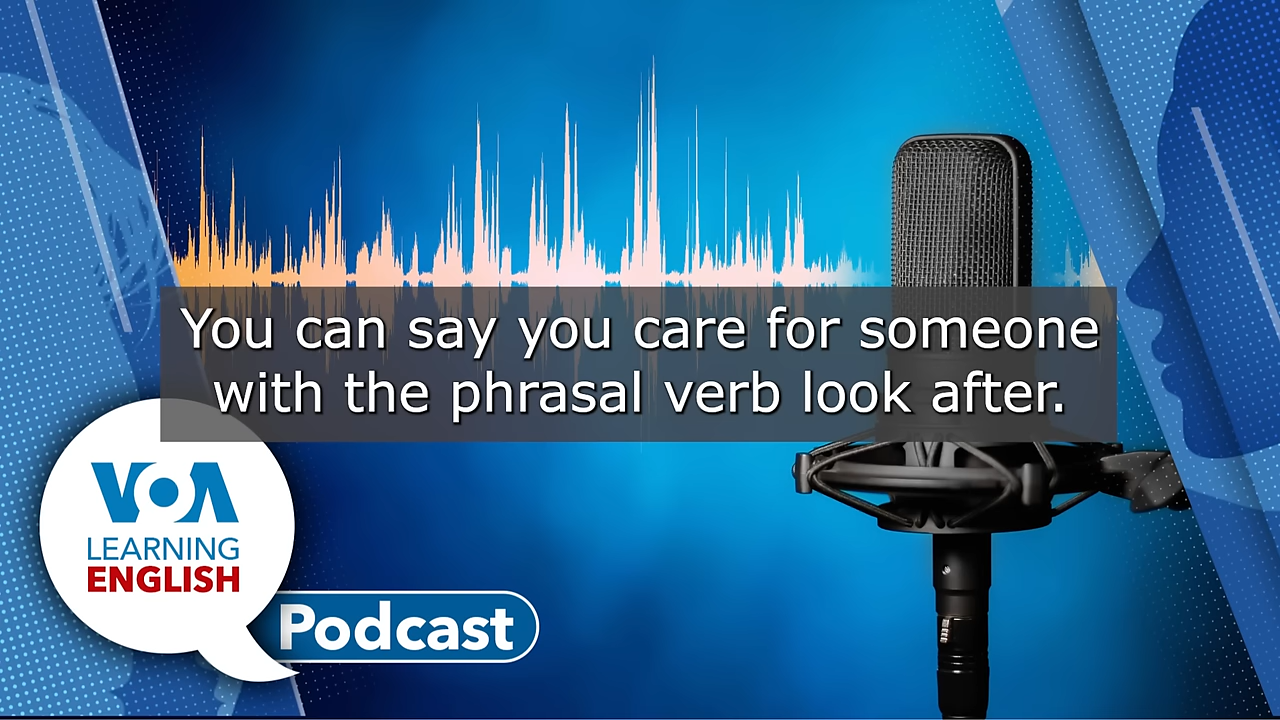 You can say you care for someone
with the phrasal verb look after.
VOA
LEARNING
ENGLISH
Podcast